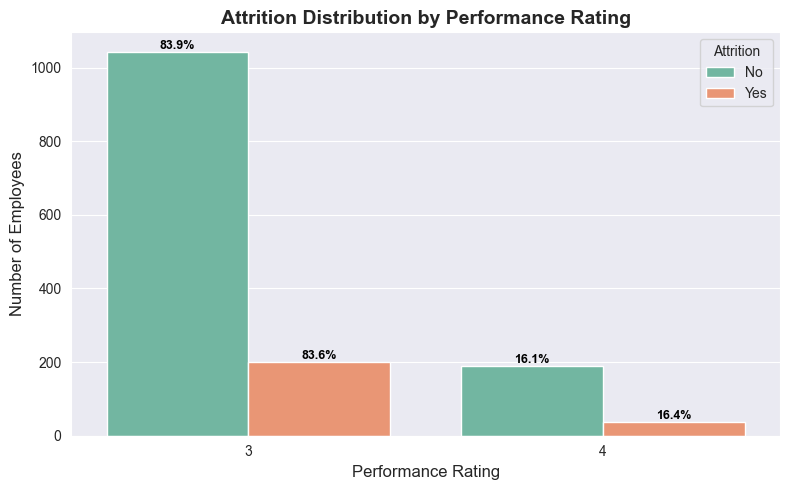 Attrition Distribution by Performance Rating
Attrition
No
Yes
83.9%
83.6%
16.1%
16.4%
Number of Employees
1000
800
600
400
200
0
3
4
Performance Rating